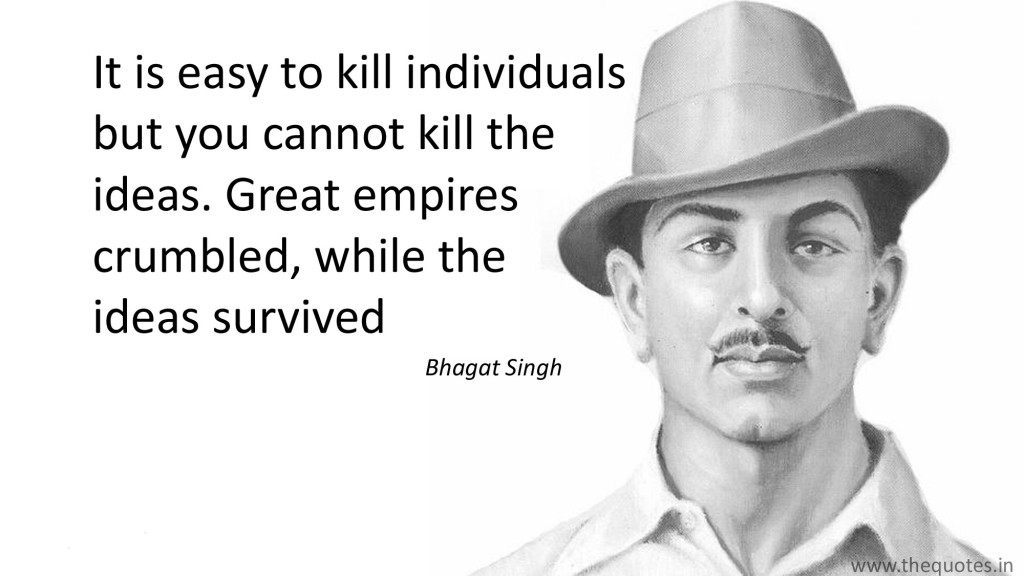 It is easy to kill individuals
but you cannot kill the
ideas. Great empires
crumbled, while the
ideas survived
Bhagat Singh
www.thequotes.in